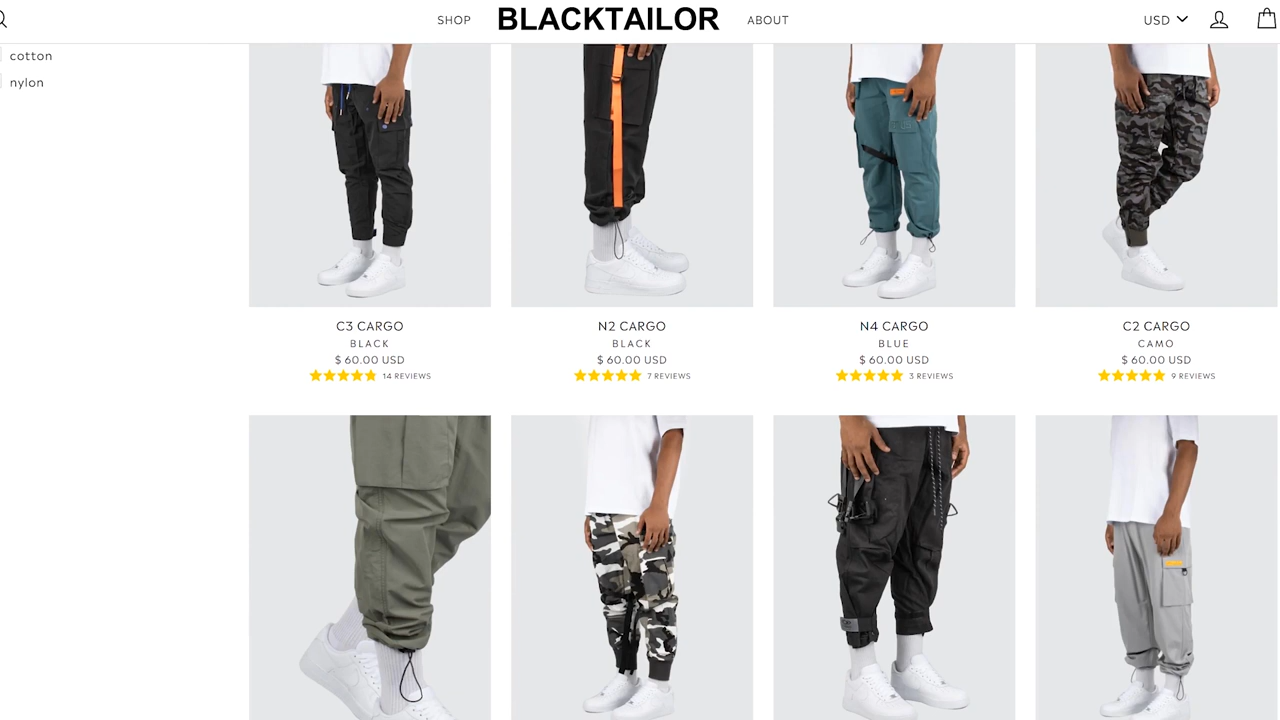 SHOP
BLACKTAILOR
ABOUT
USD
cotton
nylon
C3 CARGO
BLACK
$ 60.00 USD
14 REVIEWS
N2 CARGO
BLACK
$ 60.00 USD
7 REVIEWS
N4 CARGO
BLUE
$ 60.00 USD
3 REVIEWS
C2 CARGO
CAMO
$ 60.00 USD
9 REVIEWS